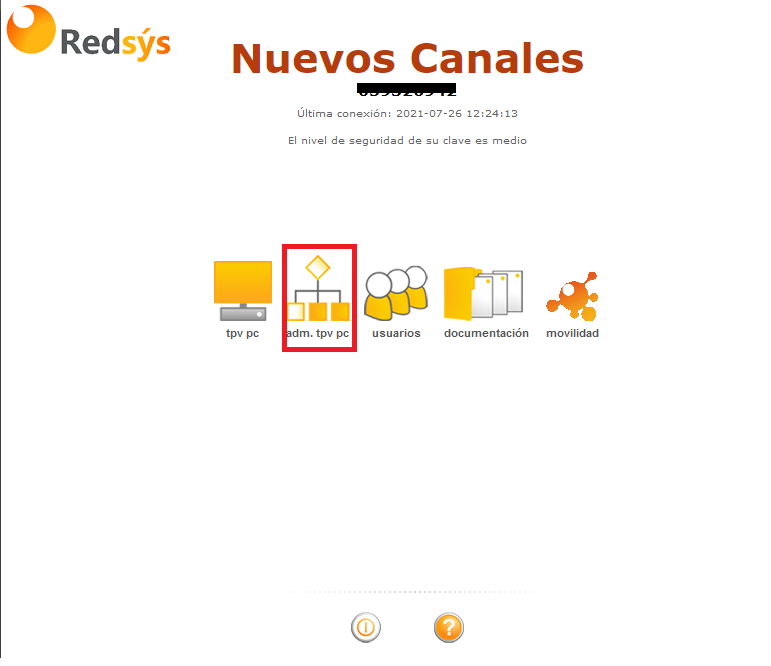 Redsýs
Nuevos Canales
Última conexión: 2021-07-26 12:24:13
El nivel de seguridad de su clave es medio
tpv pc
adm. tpv pc
usuarios
documentación
movilidad
?